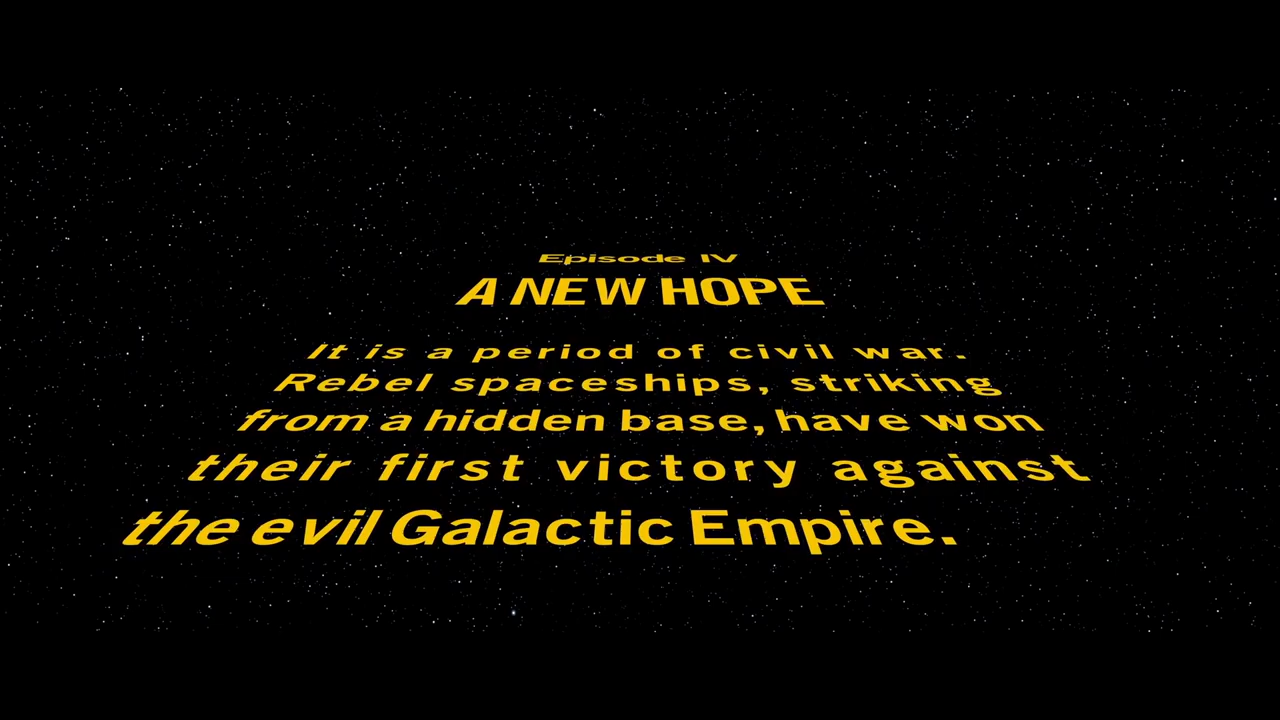 Episode IV
A NEW HOPE
It is a period of civil war.
Rebel spaceships, striking
from a hidden base, have won
their first victory against
the evil Galactic Empire.